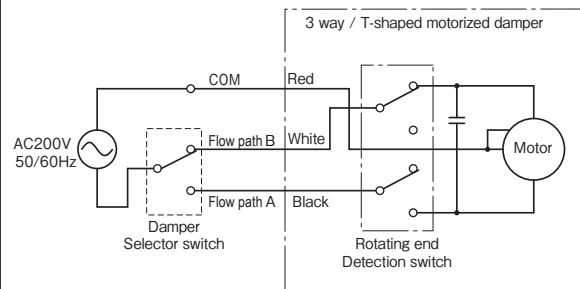 3 way / T-shaped motorized damper
COM
Red
AC200V
50/60Hz
Flow path B
White
Motor
Flow path A
Black
Damper
Selector switch
Rotating end
Detection switch